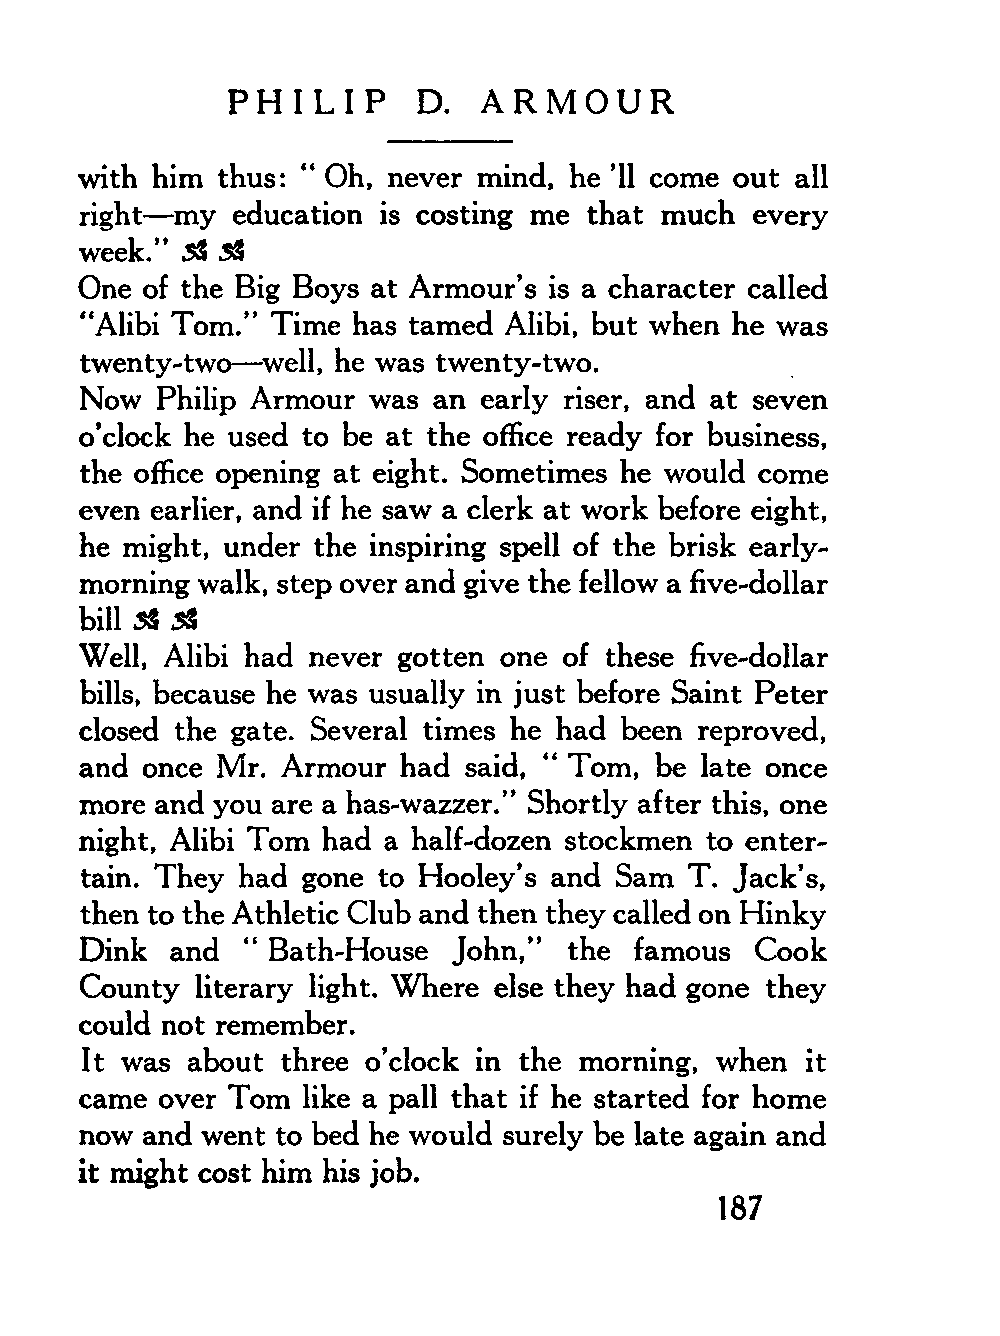 PHILIP D. ARMOUR
with him thus: “ Oh, never mind, he ’ll come out all
right—my education is costing me that much every
week.”
One of the Big Boys at Armour’s is a character called
“Alibi Tom.” Time has tamed Alibi, but when he was
twenty-two—well, he was twenty-two.
Now Philip Armour was an early riser, and at seven
o’clock he used to be at the office ready for business,
the office opening at eight. Sometimes he would come
even earlier, and if he saw a clerk at work before eight,
he might, under the inspiring spell of the brisk early-
morning walk, step over and give the fellow a five-dollar
bill
Well, Alibi had never gotten one of these five-dollar
bills, because he was usually in just before Saint Peter
closed the gate. Several times he had been reproved,
and once Mr. Armour had said, “ Tom, be late once
more and you are a has-wazzer.” Shortly after this, one
night, Alibi Tom had a half-dozen stockmen to enter-
tain. They had gone to Hooley’s and Sam T. Jack’s,
then to the Athletic Club and then they called on Hinky
Dink and “ Bath-House John,” the famous Cook
County literary light. Where else they had gone they
could not remember.
It was about three o’clock in the morning, when it
came over Tom like a pall that if he started for home
now and went to bed he would surely be late again and
it might cost him his job.
187